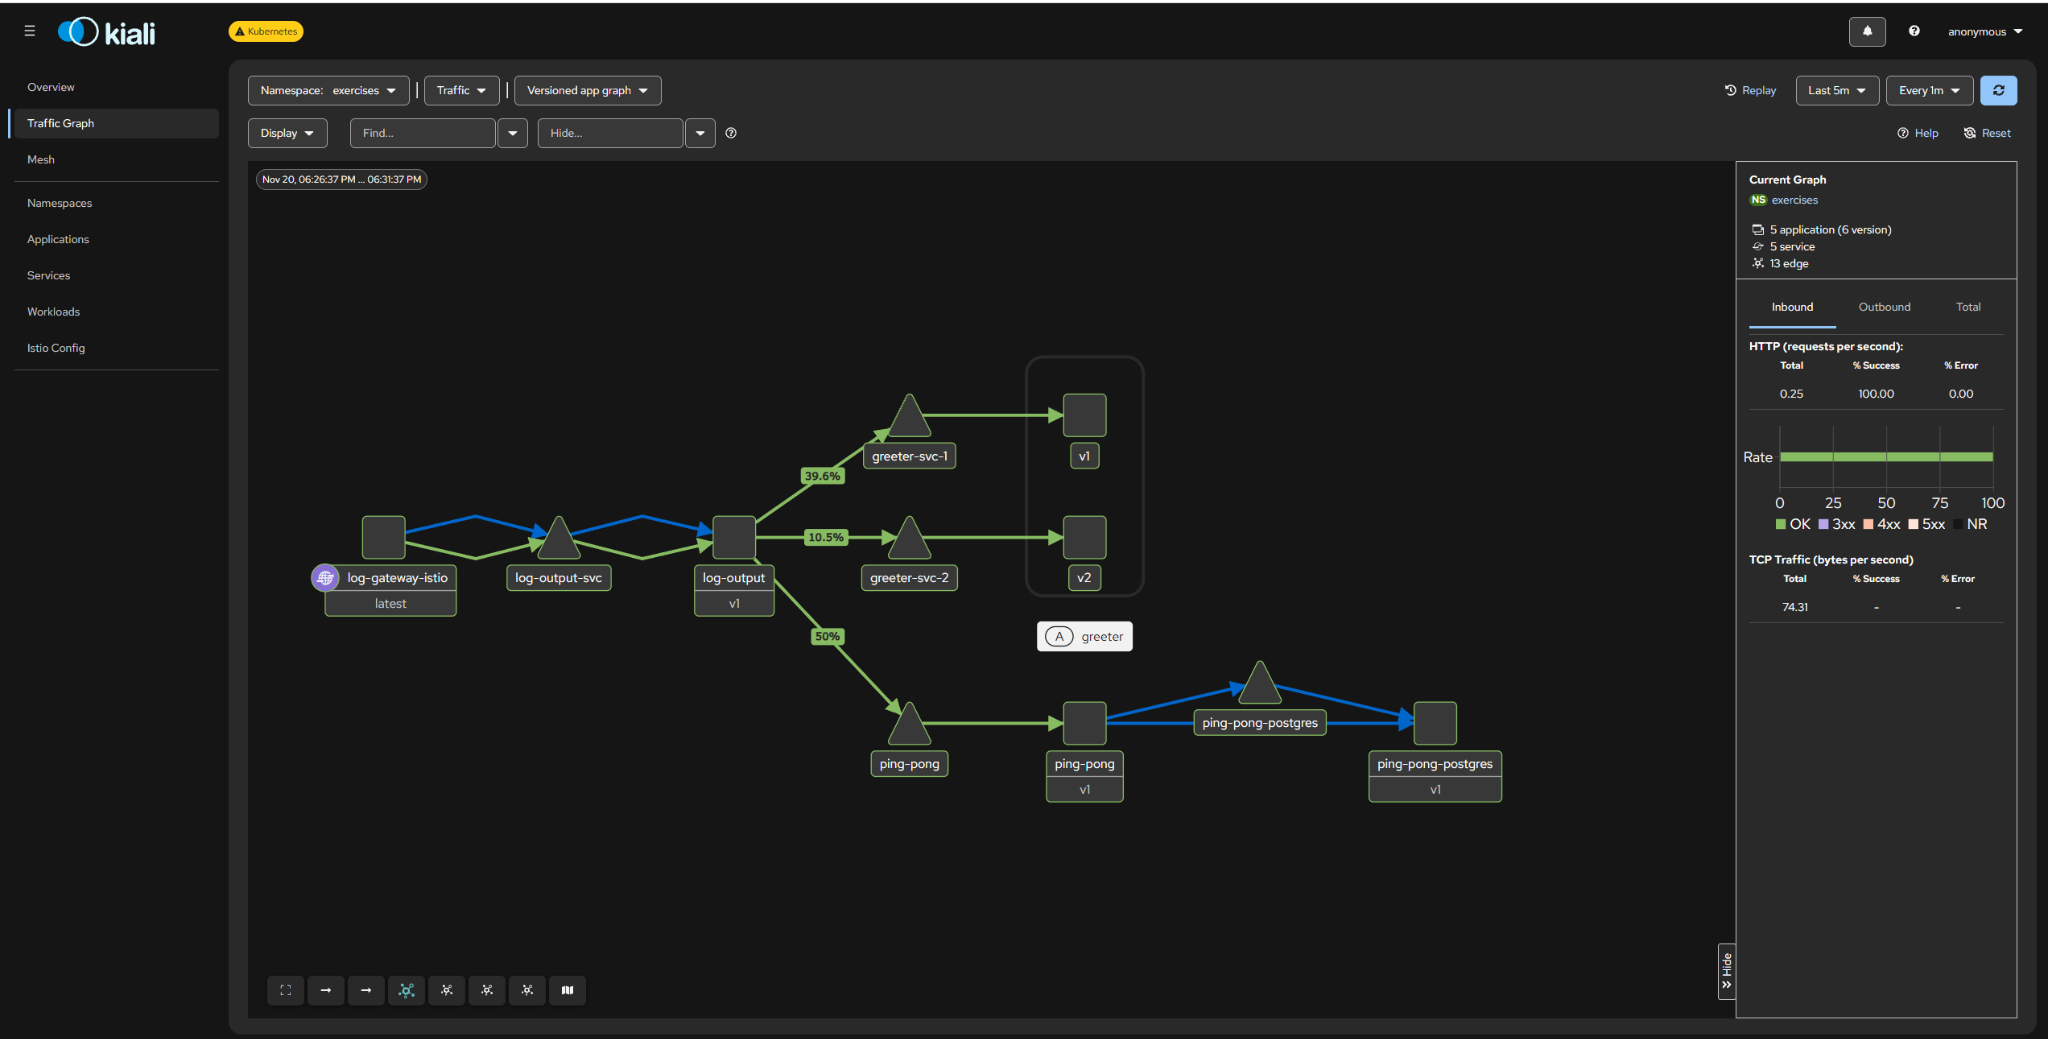 kiali
Kubernetes
anonymous
Overview
Traffic Graph
Mesh
Namespaces
Applications
Services
Workloads
Istio Config
Namespace: exercises
Traffic
Versioned app graph
Replay
Last 5m
Every 1m
Display
Find...
Hide...
Help
Reset
Nov 20, 06:26:37 PM ... 06:31:37 PM
greeter-svc-1
v1
39.6%
10.5%
log-gateway-istio
latest
log-output-svc
log-output
v1
greeter-svc-2
v2
50%
A greeter
ping-pong
ping-pong
v1
ping-pong-postgres
ping-pong-postgres
v1
Hide
Current Graph
NS exercises
5 application (6 version)
5 service
13 edge
Inbound Outbound Total
HTTP (requests per second):
Total % Success % Error
0.25 100.00 0.00
Rate
0 25 50 75 100
OK 3xx 4xx 5xx NR
TCP Traffic (bytes per second)
Total % Success % Error
74.31 - -